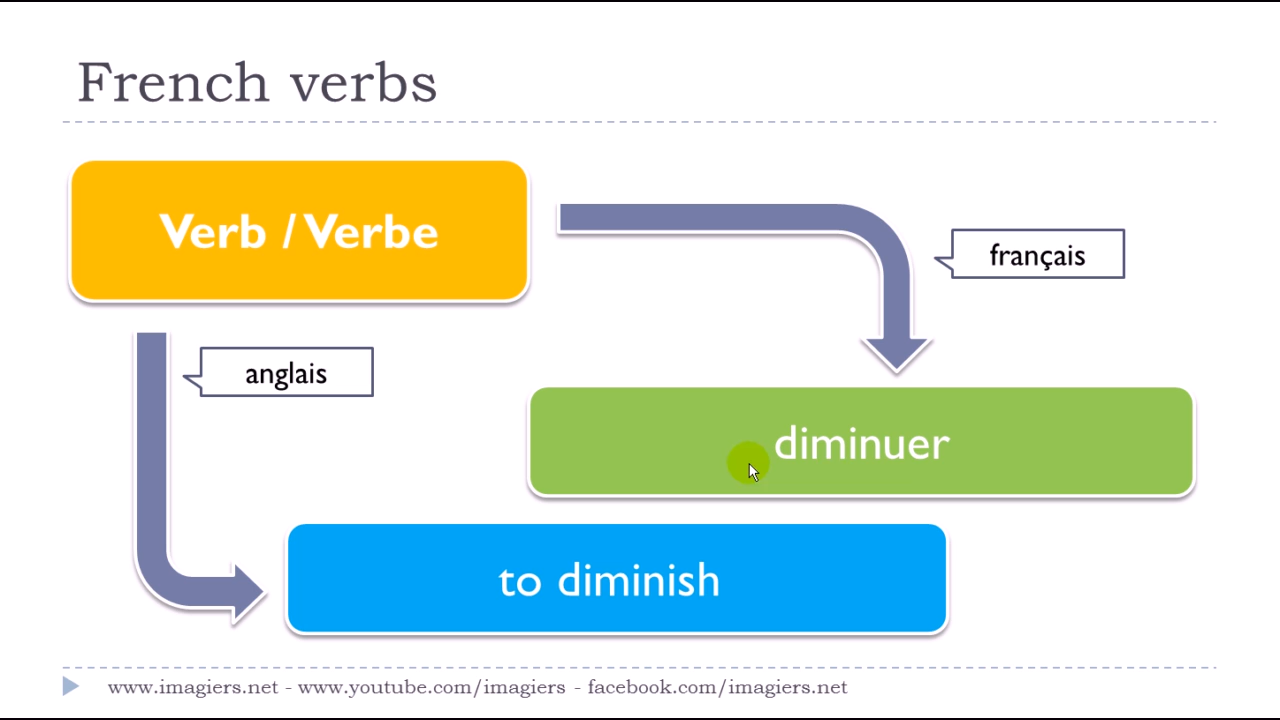 French verbs
Verb / Verbe
français
anglais
diminuer
to diminish
www.imagiers.net - www.youtube.com/imagiers - facebook.com/imagiers.net